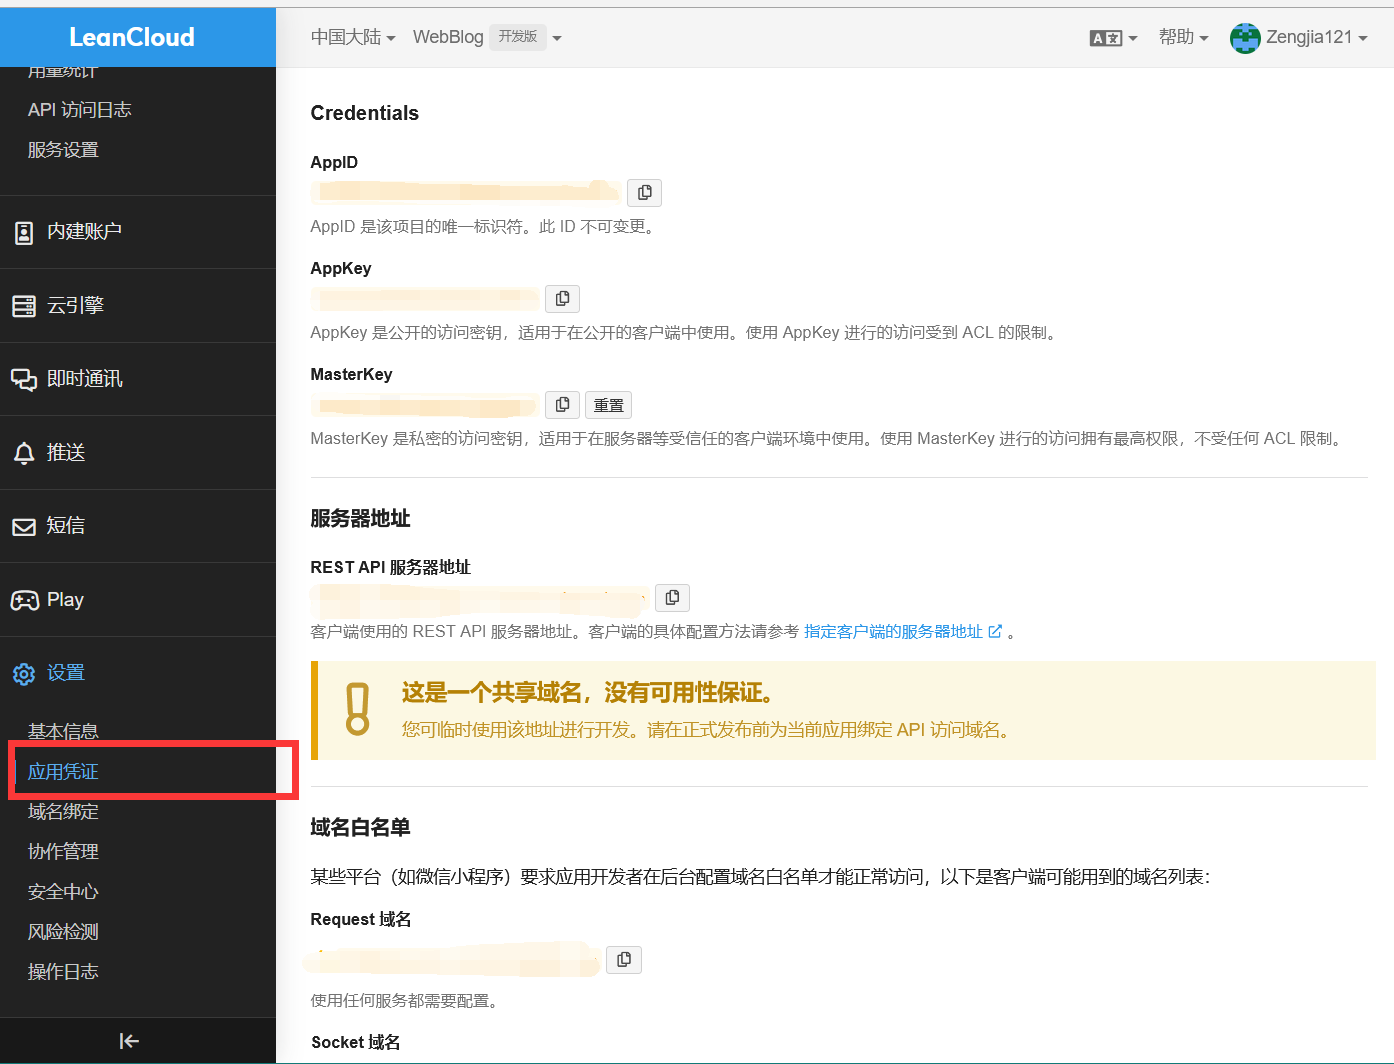 LeanCloud
中国大陆
WebBlog
开发版
帮助
Zengjia121
用量统计
API 访问日志
服务设置
内建账户
云引擎
即时通讯
推送
短信
Play
设置
基本信息
应用凭证
域名绑定
协作管理
安全中心
风险检测
操作日志
Credentials
AppID
AppID 是该项目的唯一标识符。此 ID 不可变更。
AppKey
AppKey 是公开的访问密钥，适用于在公开的客户端中使用。使用 AppKey 进行的访问受到 ACL 的限制。
MasterKey
重置
MasterKey 是私密的访问密钥，适用于在服务器等受信任的客户端环境中使用。使用 MasterKey 进行的访问拥有最高权限，不受任何 ACL 限制。
服务器地址
REST API 服务器地址
客户端使用的 REST API 服务器地址。客户端的具体配置方法请参考 指定客户端的服务器地址 。
这是一个共享域名，没有可用性保证。
您可临时使用该地址进行开发。请在正式发布前为当前应用绑定 API 访问域名。
域名白名单
某些平台（如微信小程序）要求应用开发者在后台配置域名白名单才能正常访问，以下是客户端可能用到的域名列表：
Request 域名
使用任何服务都需要配置。
Socket 域名